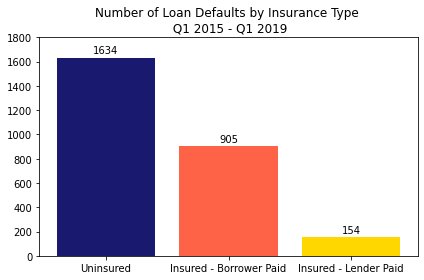 Number of Loan Defaults by Insurance Type
Q1 2015 - Q1 2019
1800
1600
1400
1200
1000
800
600
400
200
0
1634
905
154
Uninsured
Insured - Borrower Paid
Insured - Lender Paid